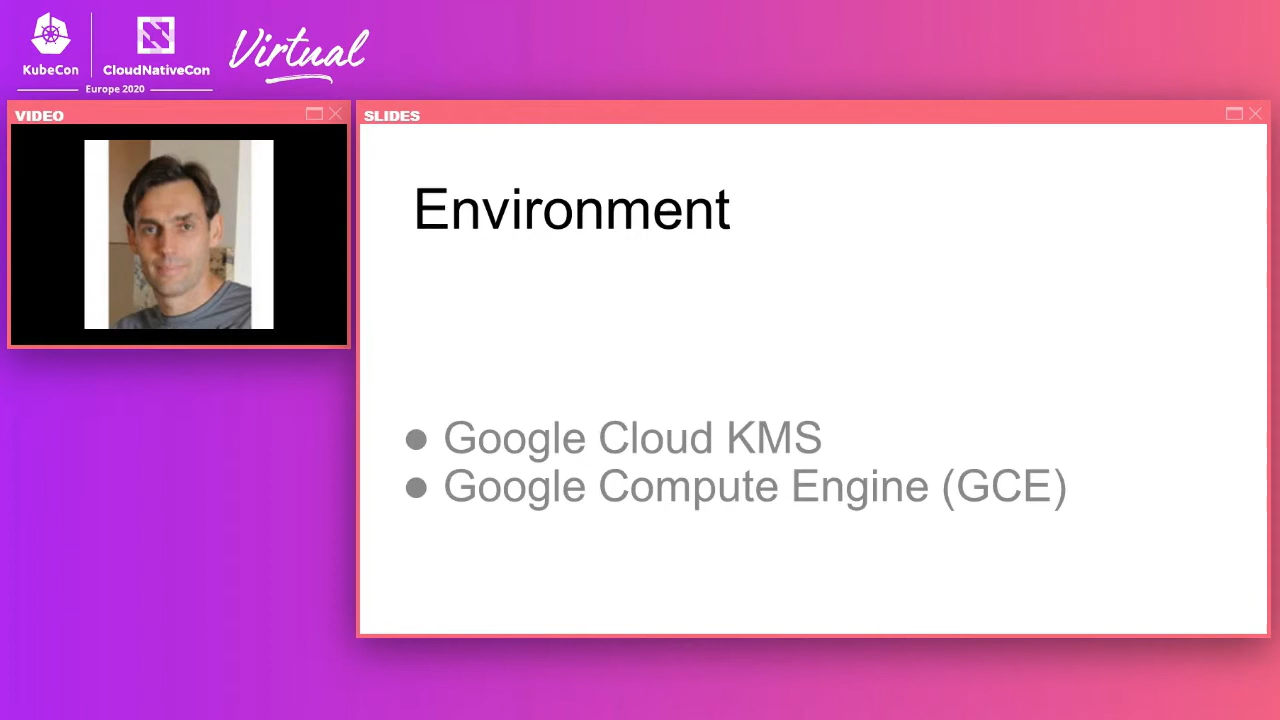 KubeCon
CloudNativeCon
Europe 2020
Virtual
VIDEO
SLIDES
Environment
● Google Cloud KMS
● Google Compute Engine (GCE)